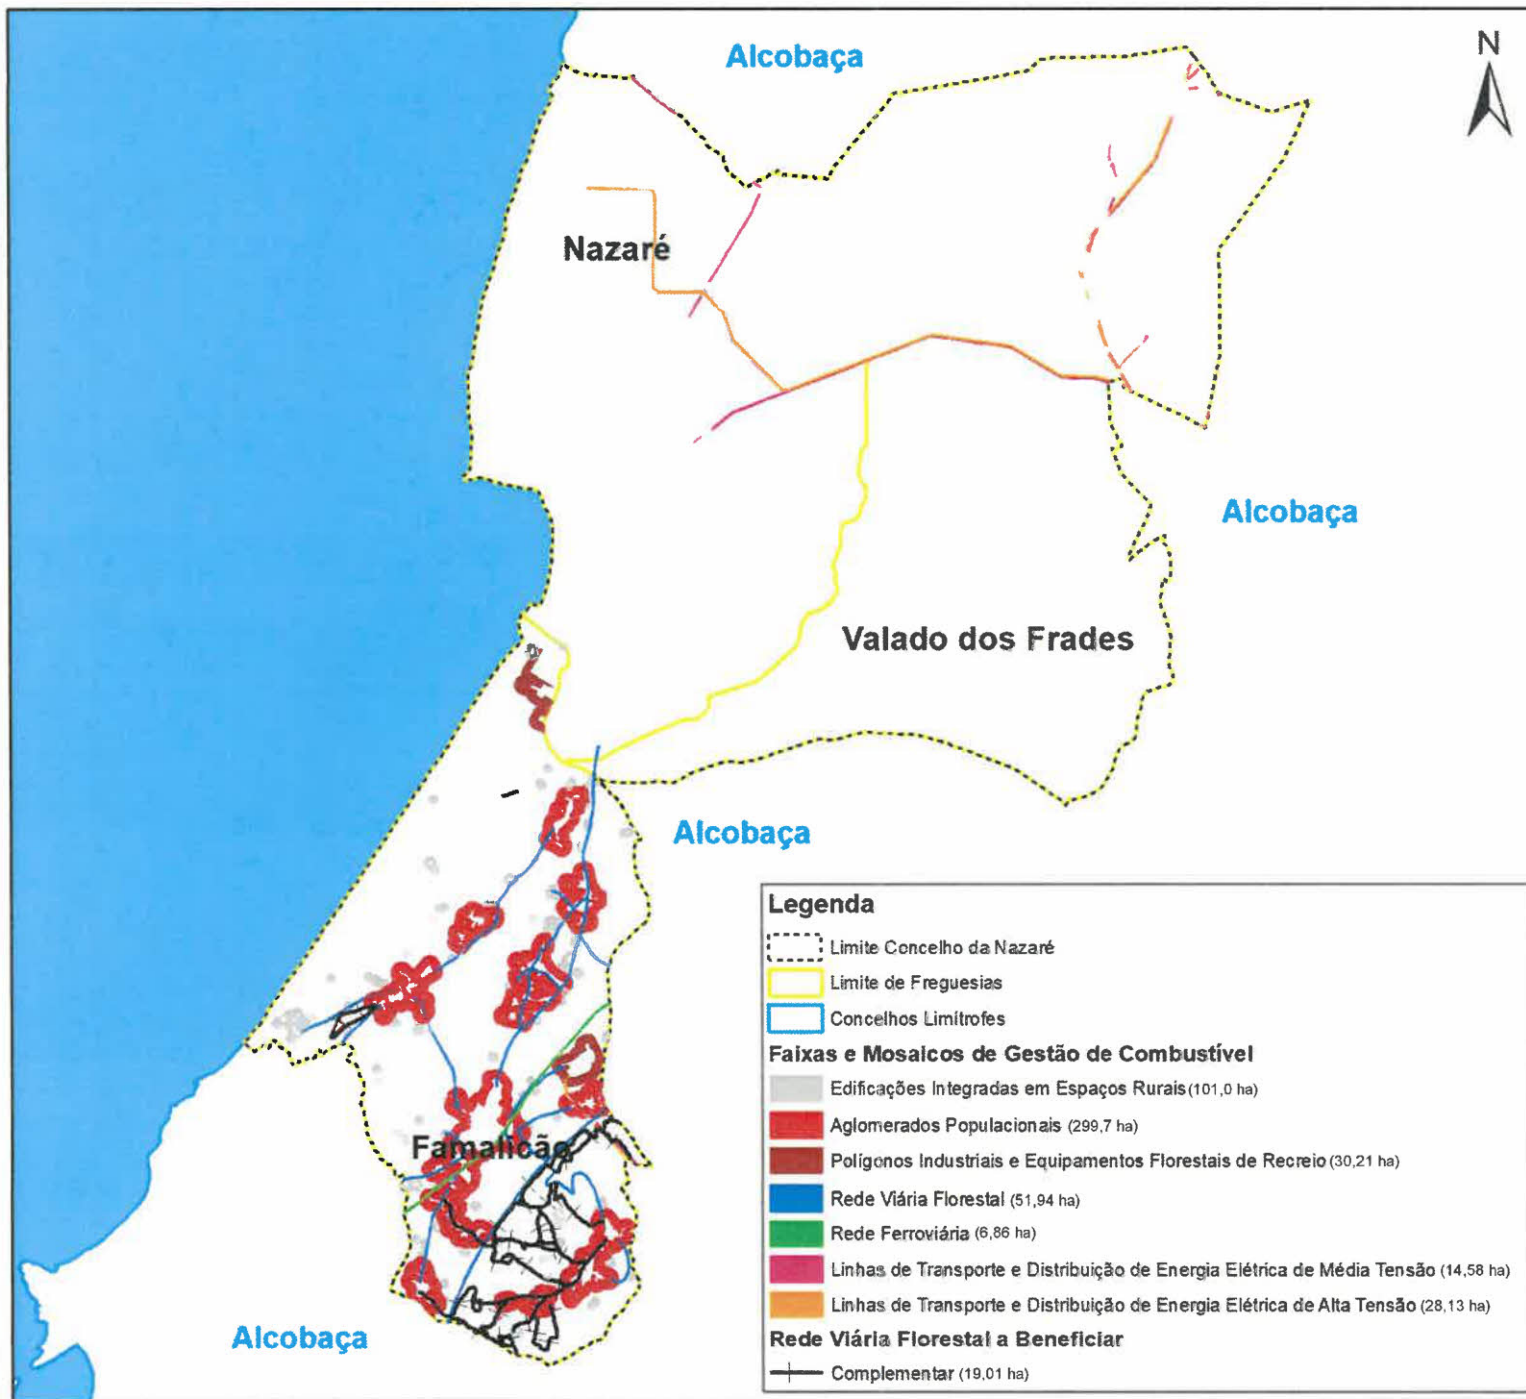 Alcobaça
N
Nazaré
Alcobaça
Valado dos Frades
Alcobaça
Famalicão
Alcobaça
Legenda
Limite Concelho da Nazaré
Limite de Freguesias
Concelhos Limítrofes
Faixas e Mosaicos de Gestão de Combustível
Edificações Integradas em Espaços Rurais (101,0 ha)
Aglomerados Populacionais (299,7 ha)
Polígonos Industriais e Equipamentos Florestais de Recreio (30,21 ha)
Rede Viária Florestal (51,94 ha)
Rede Ferroviária (6,86 ha)
Linhas de Transporte e Distribuição de Energia Elétrica de Média Tensão (14,58 ha)
Linhas de Transporte e Distribuição de Energia Elétrica de Alta Tensão (28,13 ha)
Rede Viária Florestal a Beneficiar
Complementar (19,01 ha)